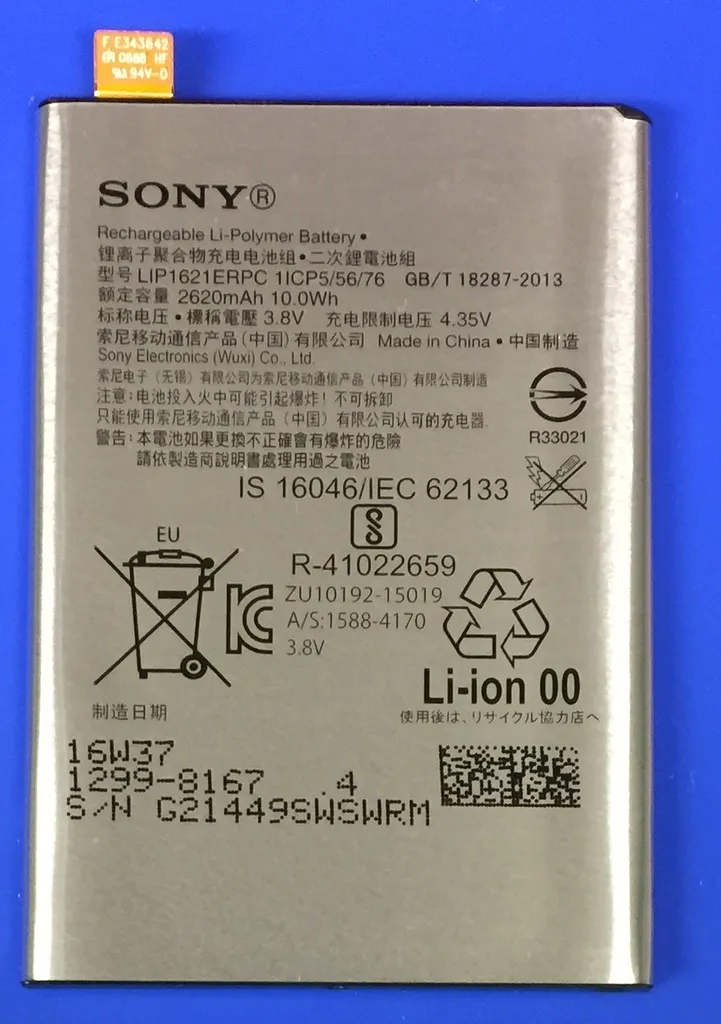 F E343642
94V-0
SONY®
Rechargeable Li-Polymer Battery •
锂离子聚合物充电电池组•二次鋰電池組
型号 LIP1621ERPC 1ICP5/56/76 GB/T 18287-2013
额定容量 2620mAh 10.0Wh
标称电压・標稱電壓 3.8V 充电限制电压 4.35V
索尼移动通信产品(中国)有限公司 Made in China • 中国制造
Sony Electronics (Wuxi) Co., Ltd.
索尼电子(无锡)有限公司为索尼移动通信产品(中国)有限公司制造
注意:电池投入火中可能引起爆炸! 不可拆卸
只能使用索尼移动通信产品(中国)有限公司认可的充电器.
警告:本電池如果更換不正確會有爆炸的危險
請依製造商說明書處理用過之電池
R33021
IS 16046/IEC 62133
EU
R-41022659
ZU10192-15019
A/S:1588-4170
3.8V
Li-ion 00
使用後は、リサイクル協力店へ
制造日期
16W37
1299-8167 .4
S/N G21449SWSWRM